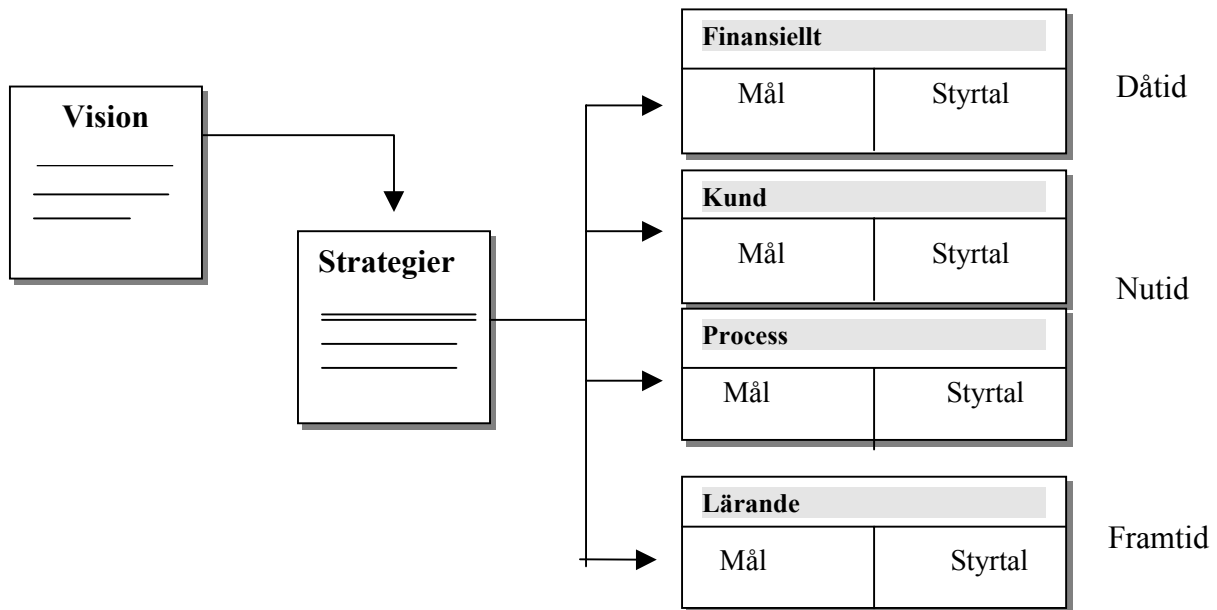 Vision
Strategier
Finansiellt
Mål Styrtal
Dåtid
Kund
Mål Styrtal
Nutid
Process
Mål Styrtal
Lärande
Mål Styrtal
Framtid